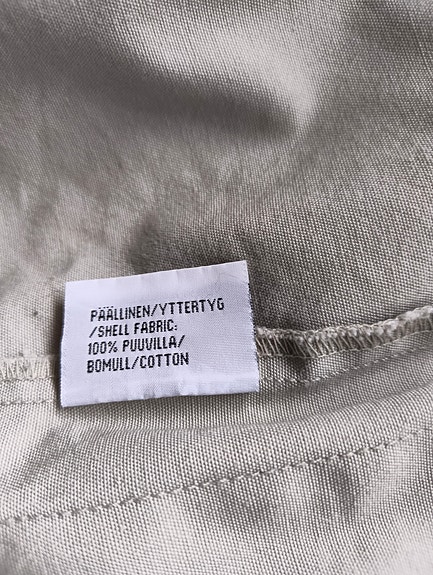 PÄÄLLINEN/YTTERTYG
/SHELL FABRIC:
100% PUUVILLA/
BOMULL/COTTON